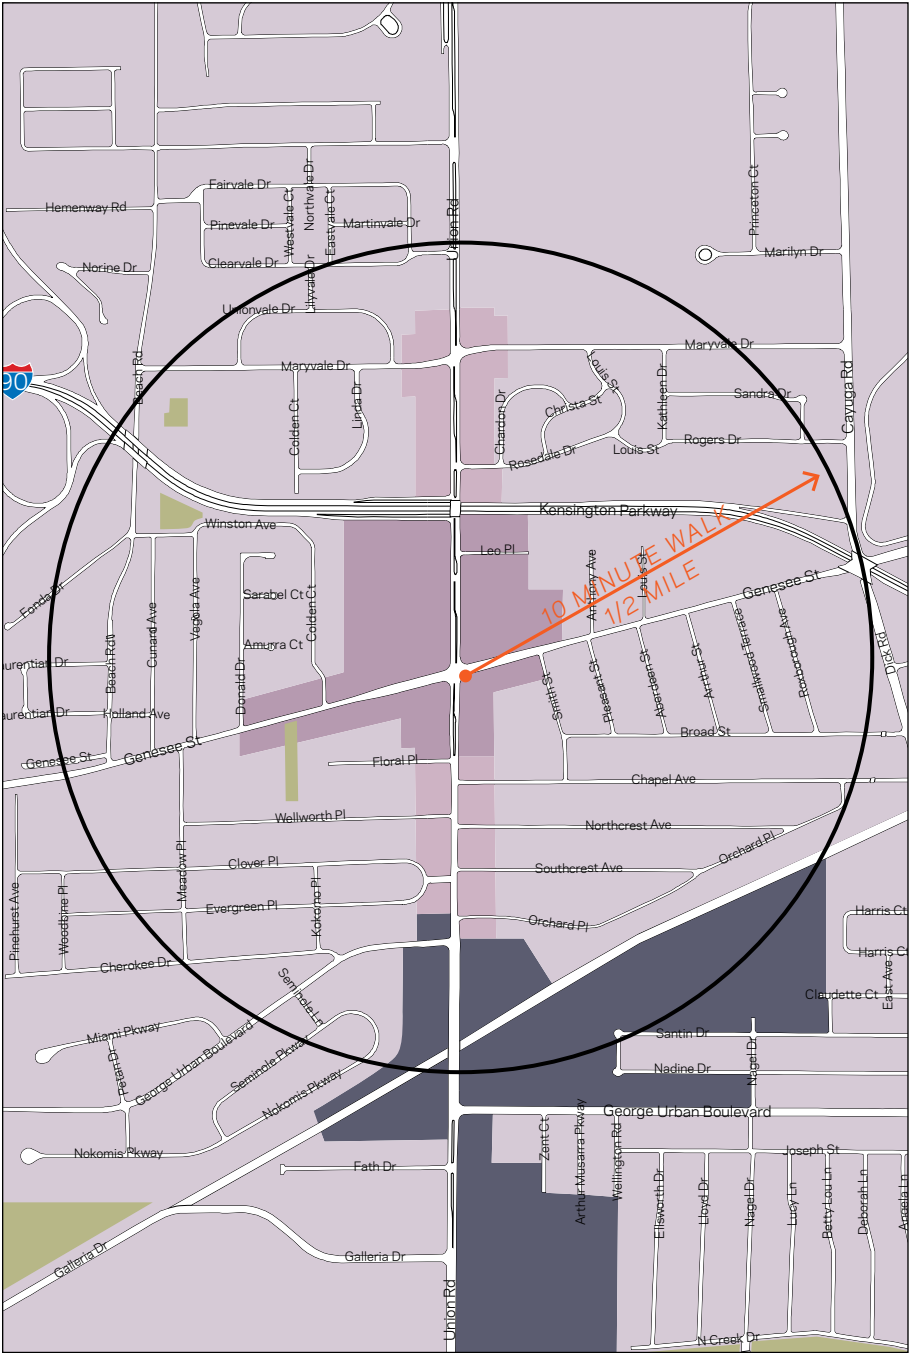 Fairvale Dr
Hemenway Rd
Westvale Ct
Northvale Dr
Eastvale Ct
Pinevale Dr
Martinvale Dr
Union Rd
Princeton Ct
Clearvale Dr
Norine Dr
Lilyvale Dr
Marilyn Dr
Unionvale Dr
Maryvale Dr
Maryvale Dr
90
Beach Rd
Louis St
Kathleen Dr
Sandra Dr
Cayuga Rd
Linda Dr
Colden Ct
Chardon Dr
Christa St
Rogers Dr
Louis St
Rosedale Dr
Kensington Parkway
Winston Ave
10 MINUTE WALK
1/2 MILE
Leo Pl
Anthony Ave
Louis St
Genesee St
Fonda Dr
Sarabel Ct
Colden Ct
Vegola Ave
Cunard Ave
Beach Rd
Amurra Ct
Donald Dr
aurentian Dr
aurentian Dr
Holland Ave
Smith St
Pleasant St
Aberdeen St
Arthur St
Smallwood Terrace
Roxborough Ave
Dick Rd
Broad St
Genesee St
Genesee St
Floral Pl
Chapel Ave
Wellworth Pl
Northcrest Ave
Orchard Pl
Clover Pl
Meadow Pl
Southcrest Ave
Kokomo Pl
Pinehurst Ave
Woodbine Pl
Evergreen Pl
Orchard Pl
Harris Ct
Harris Ct
Cherokee Dr
East Ave
Claudette Ct
Seminole Ln
Miami Pkway
Peter Dr
George Urban Boulevard
Seminole Pkway
Nokomis Pkway
Santin Dr
Nadine Dr
Nagel Dr
George Urban Boulevard
Nokomis Pkway
Zent Ct
Arthur Musarra Pkway
Wellington Rd
Joseph St
Fath Dr
Ellsworth Dr
Lloyd Dr
Nagel Dr
Lucy Ln
Betty Lou Ln
Deborah Ln
Angela Ln
Galleria Dr
Galleria Dr
Union Rd
N Creek Dr